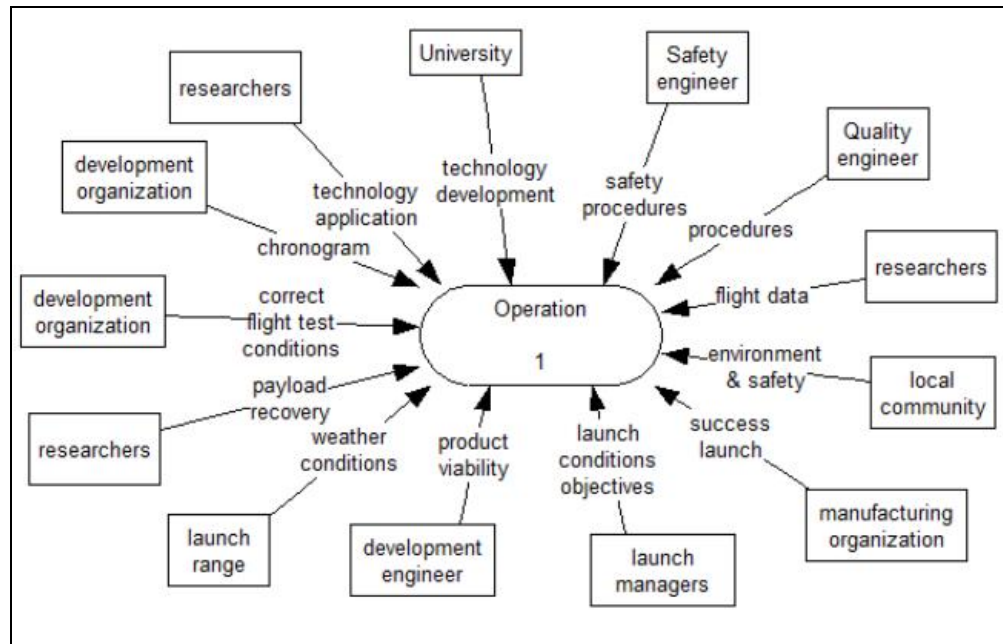 University
Safety
engineer
researchers
Quality
engineer
development
organization
technology
development
technology
application
safety
procedures
chronogram
procedures
researchers
development
organization
correct
flight test
conditions
Operation
1
flight data
environment
& safety
local
community
payload
recovery
researchers
weather
conditions
product
viability
launch
conditions
objectives
success
launch
launch
range
development
engineer
launch
managers
manufacturing
organization